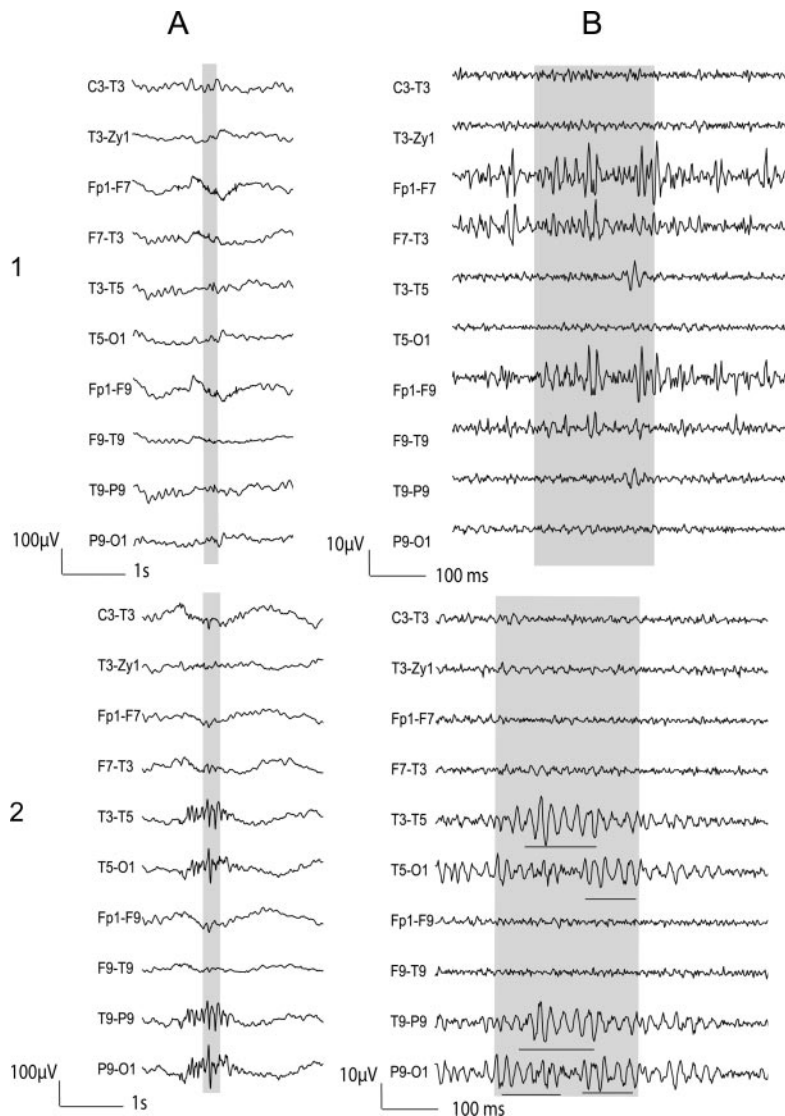 A
B
1
C3-T3
T3-Zy1
Fp1-F7
F7-T3
T3-T5
T5-O1
Fp1-F9
F9-T9
T9-P9
P9-O1
100µV
1s
C3-T3
T3-Zy1
Fp1-F7
F7-T3
T3-T5
T5-O1
Fp1-F9
F9-T9
T9-P9
P9-O1
10µV
100 ms
2
C3-T3
T3-Zy1
Fp1-F7
F7-T3
T3-T5
T5-O1
Fp1-F9
F9-T9
T9-P9
P9-O1
100µV
1s
C3-T3
T3-Zy1
Fp1-F7
F7-T3
T3-T5
T5-O1
Fp1-F9
F9-T9
T9-P9
P9-O1
10µV
100 ms